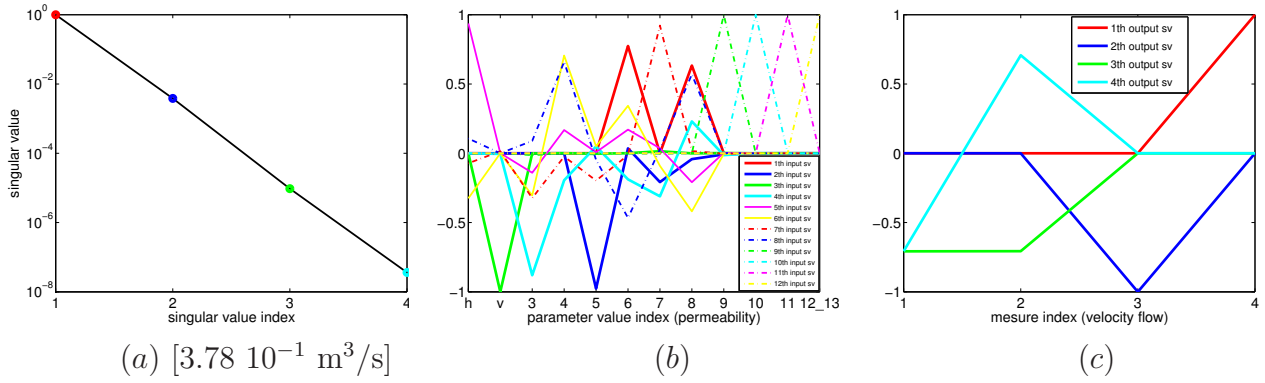 10^0
10^-2
10^-4
10^-6
10^-8
singular value
1 2 3 4
singular value index
(a) [3.78 10^-1 m^3/s]
1
0.5
0
−0.5
−1
h v 3 4 5 6 7 8 9 10 11 12_13
parameter value index (permeability)
1th input sv
2th input sv
3th input sv
4th input sv
5th input sv
6th input sv
7th input sv
8th input sv
9th input sv
10th input sv
11th input sv
12th input sv
(b)
1
0.5
0
−0.5
−1
1 2 3 4
mesure index (velocity flow)
1th output sv
2th output sv
3th output sv
4th output sv
(c)